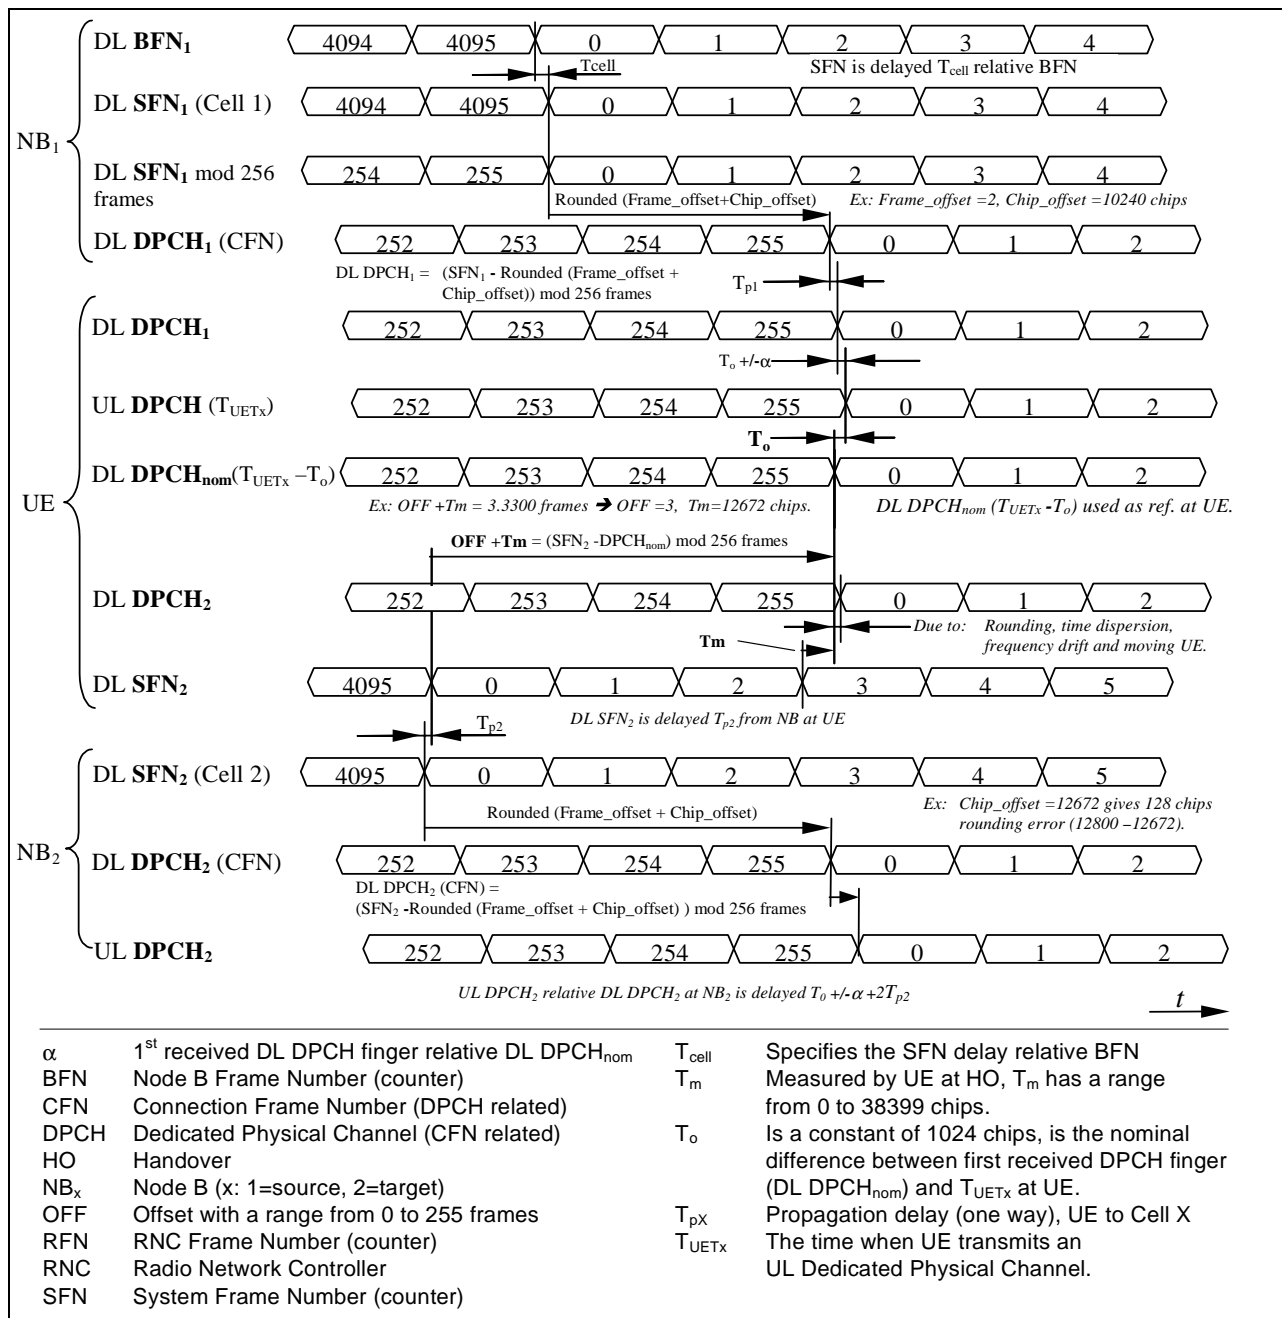 DL BFN1 4094 4095 0 1 2 3 4
Tcell SFN is delayed Tcell relative BFN
DL SFN1 (Cell 1) 4094 4095 0 1 2 3 4
NB1
DL SFN1 mod 256 frames 254 255 0 1 2 3 4
Rounded (Frame_offset+Chip_offset) Ex: Frame_offset =2, Chip_offset =10240 chips
DL DPCH1 (CFN) 252 253 254 255 0 1 2
DL DPCH1 = (SFN1 - Rounded (Frame_offset +
Chip_offset)) mod 256 frames
Tp1
DL DPCH1 252 253 254 255 0 1 2
To +/-α
UL DPCH (TUETx) 252 253 254 255 0 1 2
To
DL DPCHnom(TUETx –To) 252 253 254 255 0 1 2
UE
Ex: OFF +Tm = 3.3300 frames ➔ OFF =3, Tm=12672 chips. DL DPCHnom (TUETx -To) used as ref. at UE.
OFF +Tm = (SFN2 -DPCHnom) mod 256 frames
DL DPCH2 252 253 254 255 0 1 2
Due to: Rounding, time dispersion,
frequency drift and moving UE.
Tm
DL SFN2 4095 0 1 2 3 4 5
DL SFN2 is delayed Tp2 from NB at UE
Tp2
DL SFN2 (Cell 2) 4095 0 1 2 3 4 5
Ex: Chip_offset =12672 gives 128 chips
rounding error (12800 –12672).
Rounded (Frame_offset + Chip_offset)
NB2
DL DPCH2 (CFN) 252 253 254 255 0 1 2
DL DPCH2 (CFN) =
(SFN2 -Rounded (Frame_offset + Chip_offset) ) mod 256 frames
UL DPCH2 252 253 254 255 0 1 2
UL DPCH2 relative DL DPCH2 at NB2 is delayed T0 +/-α +2Tp2
t
α 1st received DL DPCH finger relative DL DPCHnom
BFN Node B Frame Number (counter)
CFN Connection Frame Number (DPCH related)
DPCH Dedicated Physical Channel (CFN related)
HO Handover
NBx Node B (x: 1=source, 2=target)
OFF Offset with a range from 0 to 255 frames
RFN RNC Frame Number (counter)
RNC Radio Network Controller
SFN System Frame Number (counter)
Tcell Specifies the SFN delay relative BFN
Tm Measured by UE at HO, Tm has a range
from 0 to 38399 chips.
To Is a constant of 1024 chips, is the nominal
difference between first received DPCH finger
(DL DPCHnom) and TUETx at UE.
TpX Propagation delay (one way), UE to Cell X
TUETx The time when UE transmits an
UL Dedicated Physical Channel.